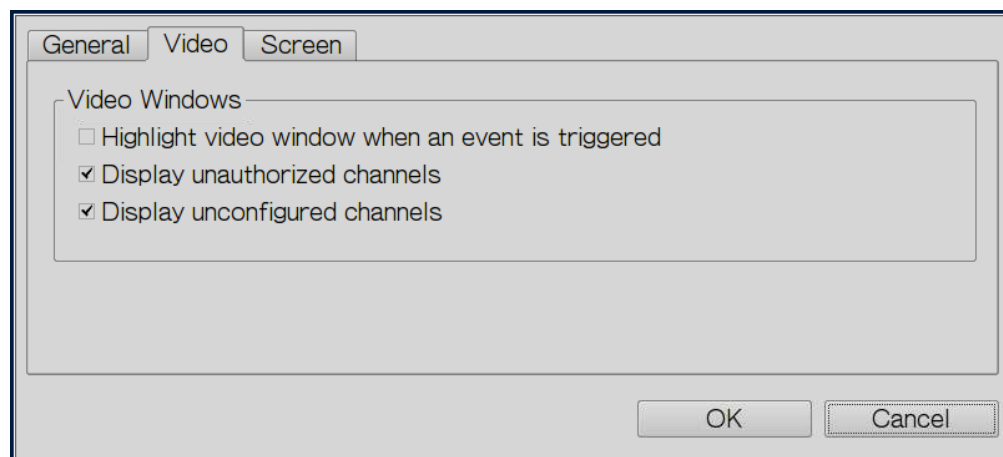 General Video Screen
Video Windows
Highlight video window when an event is triggered
Display unauthorized channels
Display unconfigured channels
OK Cancel